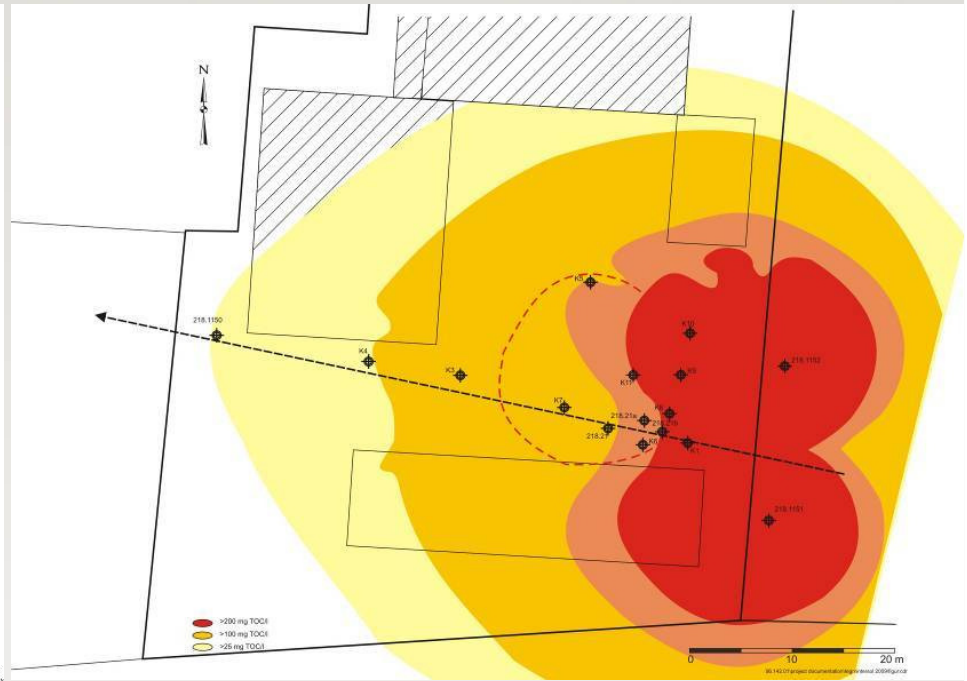 N
218.1150
K4
K3
K5
K10
218.1152
K11
K9
K7
218.21a
K8
218.21
K6
K1
218.1151
>200 mg TOC/l
>100 mg TOC/l
>25 mg TOC/l
0 10 20 m